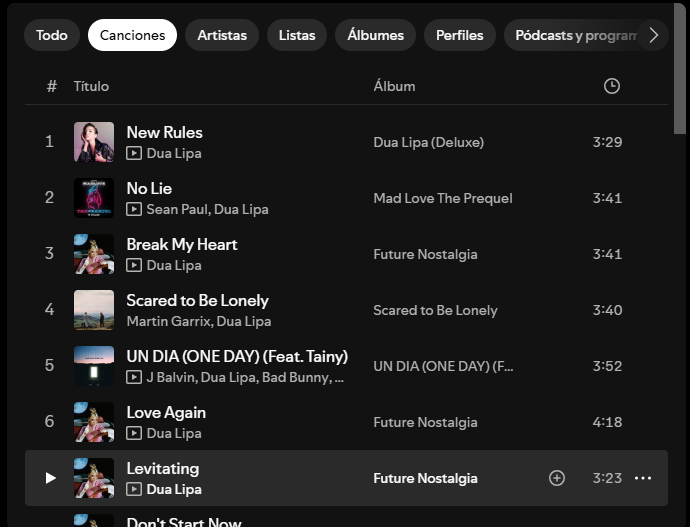 Todo Canciones Artistas Listas Álbumes Perfiles Pódcasts y program
# Título Álbum
1 New Rules Dua Lipa (Deluxe) 3:29
Dua Lipa
2 No Lie Mad Love The Prequel 3:41
Sean Paul, Dua Lipa
3 Break My Heart Future Nostalgia 3:41
Dua Lipa
4 Scared to Be Lonely Scared to Be Lonely 3:40
Martin Garrix, Dua Lipa
5 UN DIA (ONE DAY) (Feat. Tainy) UN DIA (ONE DAY) (F... 3:52
J Balvin, Dua Lipa, Bad Bunny, ...
6 Love Again Future Nostalgia 4:18
Dua Lipa
Levitating Future Nostalgia 3:23
Dua Lipa
Don't Start Now